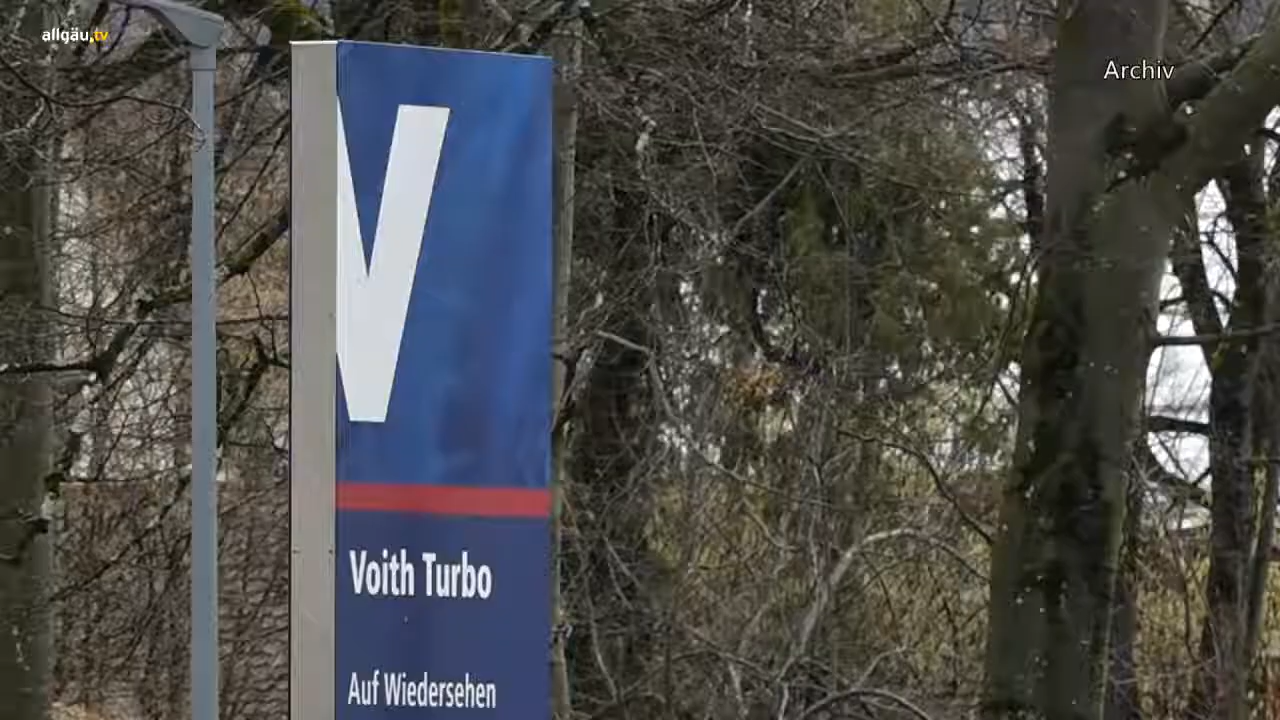 allgäu.tv
Archiv
V
Voith Turbo
Auf Wiedersehen